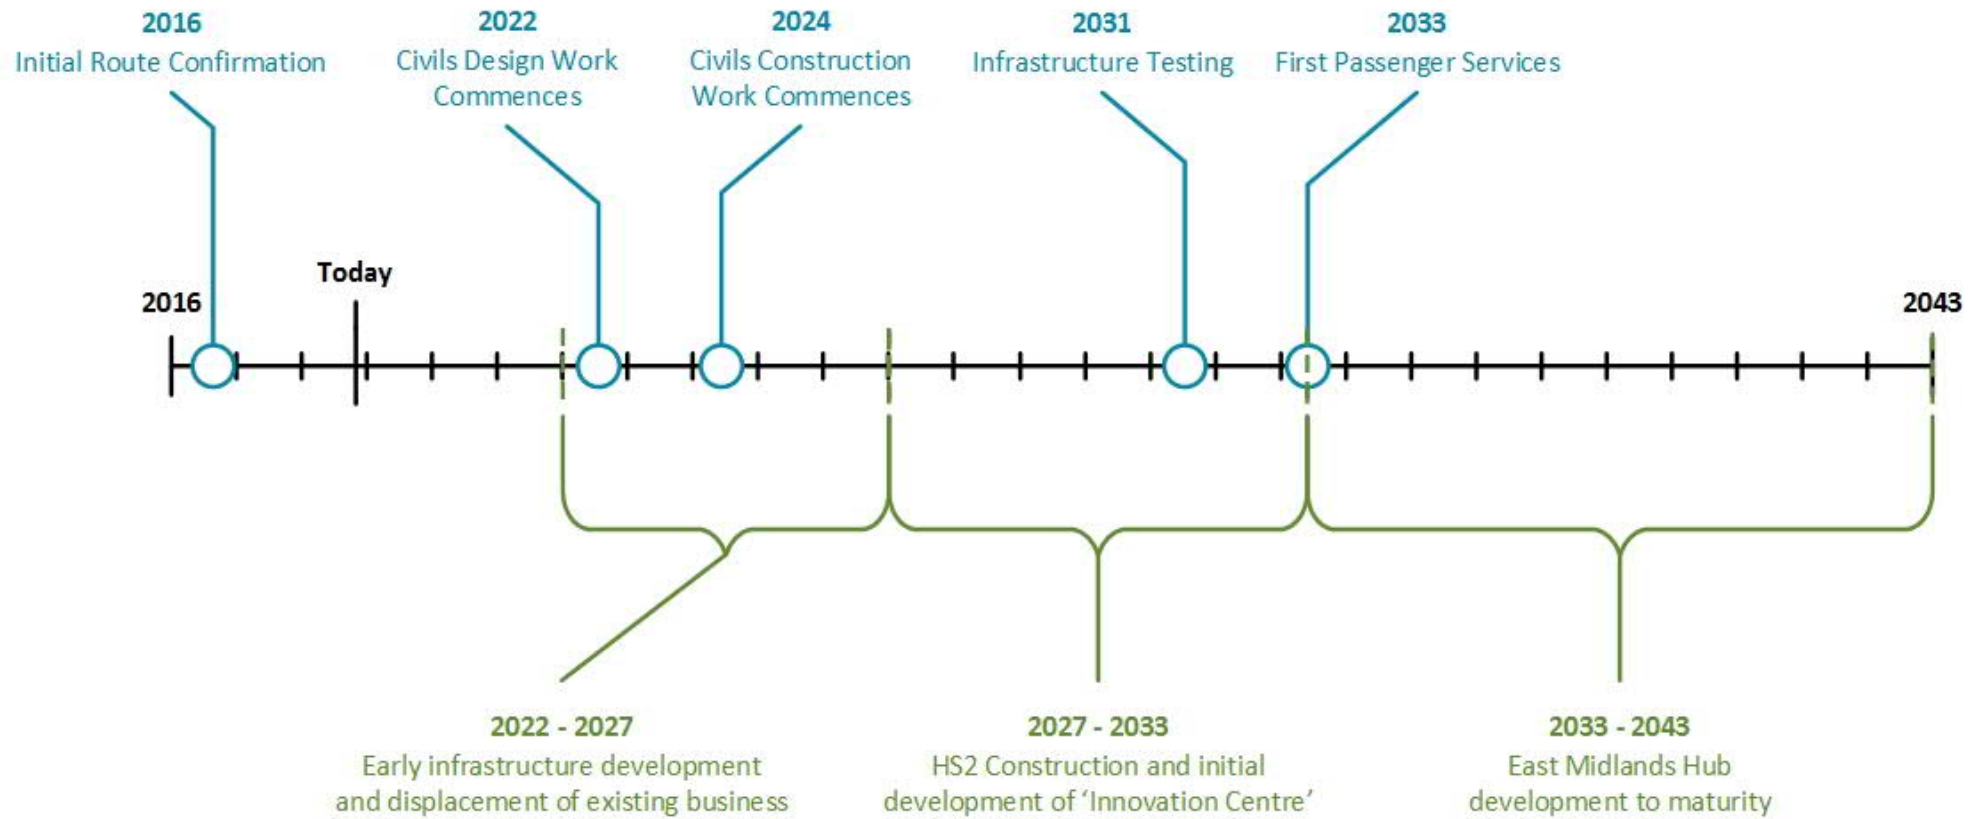 2016
Initial Route Confirmation
2022
Civils Design Work
Commences
2024
Civils Construction
Work Commences
2031
Infrastructure Testing
2033
First Passenger Services
Today
2016
2043
2022 - 2027
Early infrastructure development
and displacement of existing business
2027 - 2033
HS2 Construction and initial
development of ‘Innovation Centre’
2033 - 2043
East Midlands Hub
development to maturity